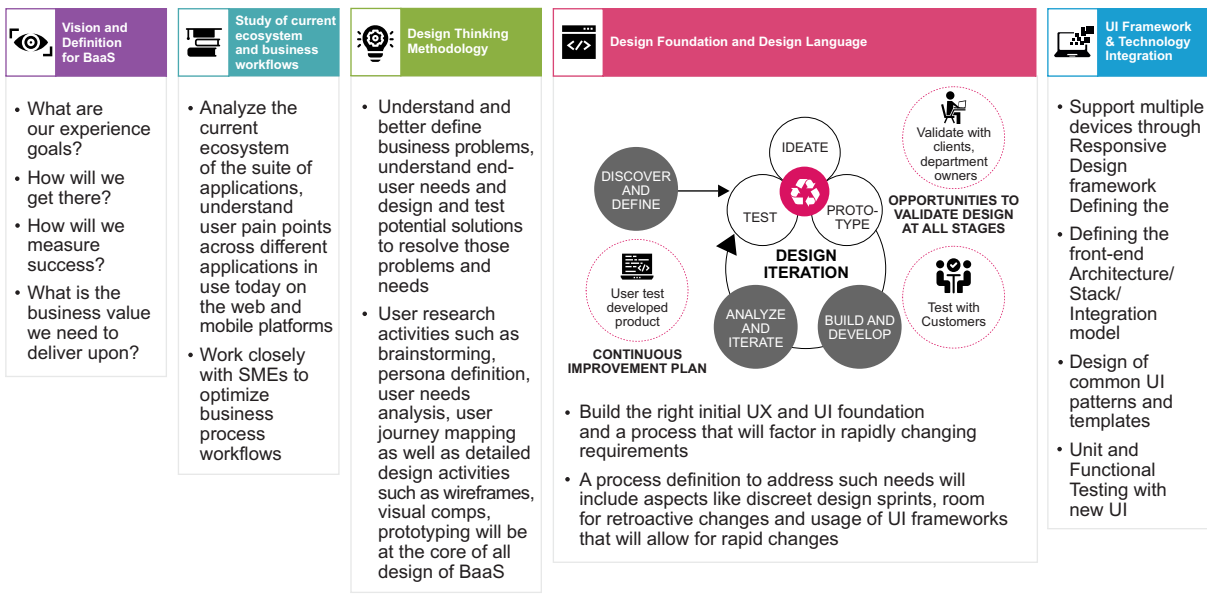 Vision and
Definition
for BaaS
• What are
our experience
goals?
• How will we
get there?
• How will we
measure
success?
• What is the
business value
we need to
deliver upon?
Study of current
ecosystem
and business
workflows
• Analyze the
current
ecosystem
of the suite of
applications,
understand
user pain points
across different
applications in
use today on
the web and
mobile platforms
• Work closely
with SMEs to
optimize
business
process
workflows
Design Thinking
Methodology
• Understand and
better define
business problems,
understand end-
user needs and
design and test
potential solutions
to resolve those
problems and
needs
• User research
activities such as
brainstorming,
persona definition,
user needs
analysis, user
journey mapping
as well as detailed
design activities
such as wireframes,
visual comps,
prototyping will be
at the core of all
design of BaaS
</>
Design Foundation and Design Language
DISCOVER
AND
DEFINE
IDEATE
TEST
PROTO-
TYPE
DESIGN
ITERATION
ANALYZE
AND
ITERATE
BUILD AND
DEVELOP
Validate with
clients,
department
owners
OPPORTUNITIES TO
VALIDATE DESIGN
AT ALL STAGES
Test with
Customers
User test
developed
product
CONTINUOUS
IMPROVEMENT PLAN
• Build the right initial UX and UI foundation
and a process that will factor in rapidly changing
requirements
• A process definition to address such needs will
include aspects like discreet design sprints, room
for retroactive changes and usage of UI frameworks
that will allow for rapid changes
UI Framework
& Technology
Integration
• Support multiple
devices through
Responsive
Design
framework
Defining the
• Defining the
front-end
Architecture/
Stack/
Integration
model
• Design of
common UI
patterns and
templates
• Unit and
Functional
Testing with
new UI